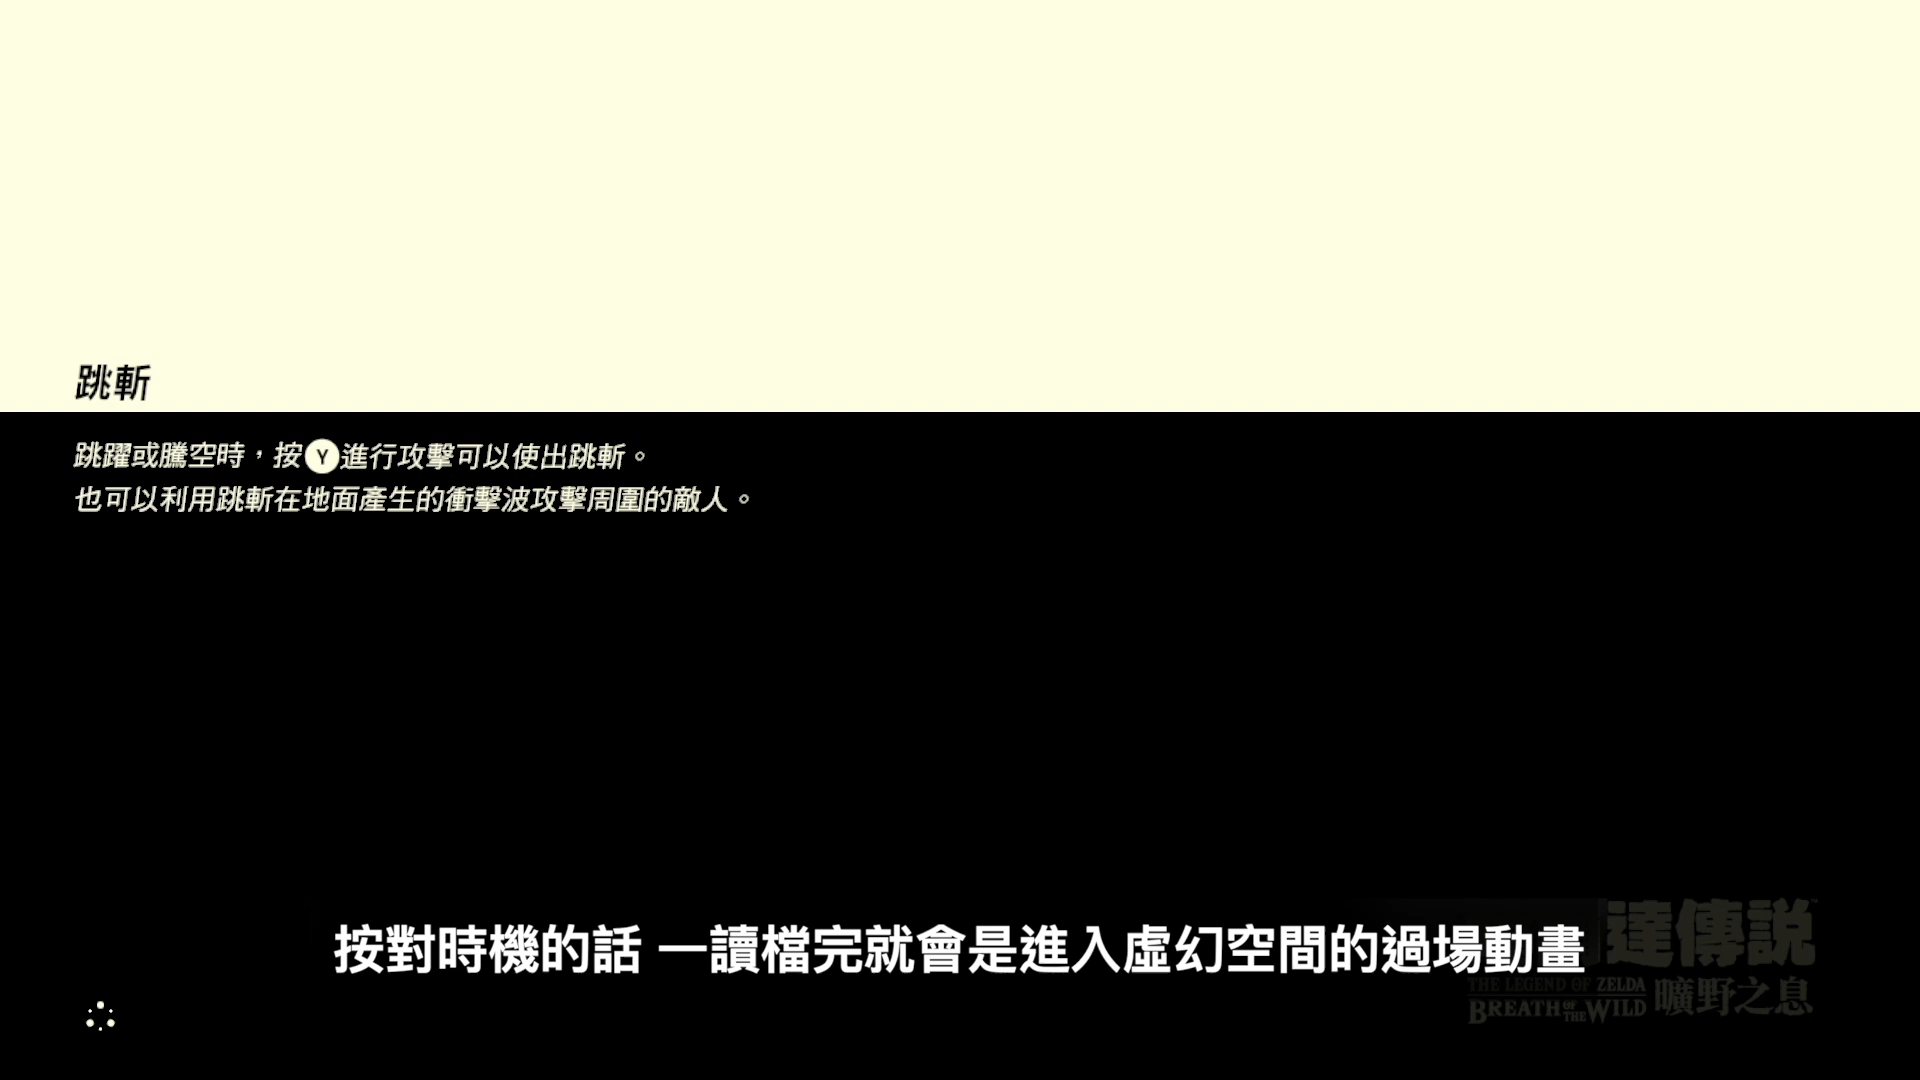 跳斬
跳躍或騰空時，按Y進行攻擊可以使出跳斬。
也可以利用跳斬在地面產生的衝擊波攻擊周圍的敵人。
按對時機的話 一讀檔完就會是進入虛幻空間的過場動畫
達傳説
THE LEGEND OF ZELDA
BREATH OF THE WILD 曠野之息